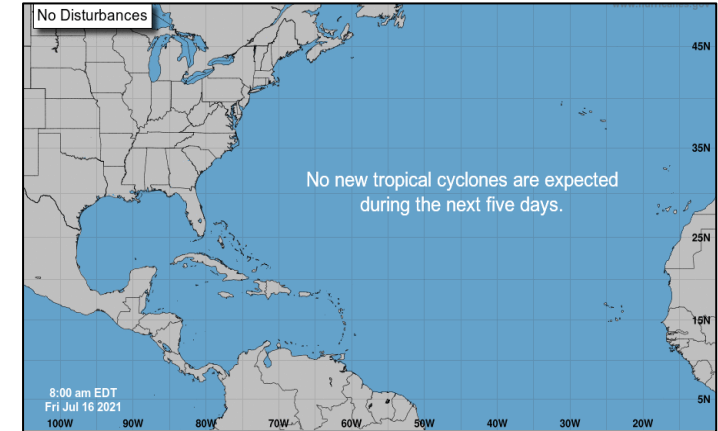 No Disturbances
45N
35N
No new tropical cyclones are expected
during the next five days.
25N
15N
8:00 am EDT
Fri Jul 16 2021
5N
100W 90W 80W 70W 60W 50W 40W 30W 20W